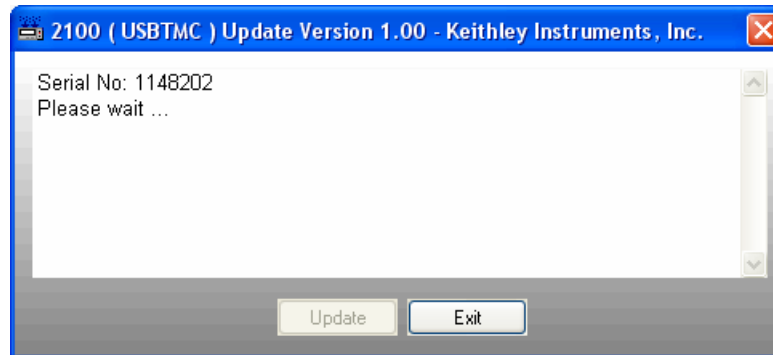 2100 ( USBTMC ) Update Version 1.00 - Keithley Instruments, Inc.
Serial No: 1148202
Please wait ...
Update
Exit